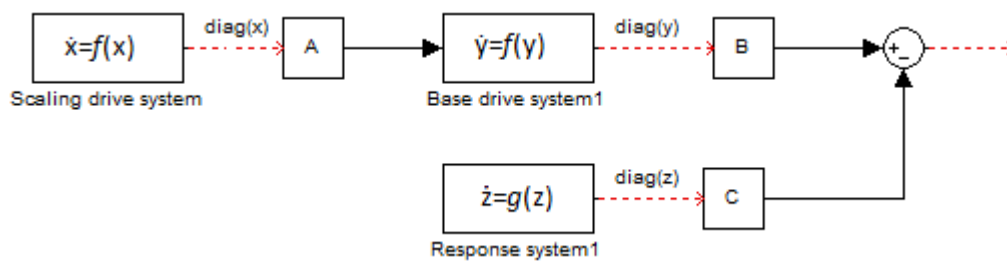 diag(x)
diag(y)
ẋ=f(x)
A
ẏ=f(y)
B
+
−
Scaling drive system
Base drive system1
diag(z)
ż=g(z)
C
Response system1